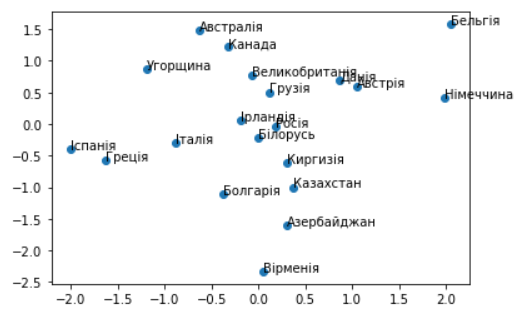 Бельгія
Австралія
1.5
Канада
1.0
Угорщина
Великобританія
Данія
Австрія
0.5
Грузія
Німеччина
Ірландія
Росія
0.0
Білорусь
Італія
Іспанія
Греція
−0.5
Киргизія
Казахстан
−1.0
Болгарія
Азербайджан
−1.5
−2.0
Вірменія
−2.5
−2.0 −1.5 −1.0 −0.5 0.0 0.5 1.0 1.5 2.0